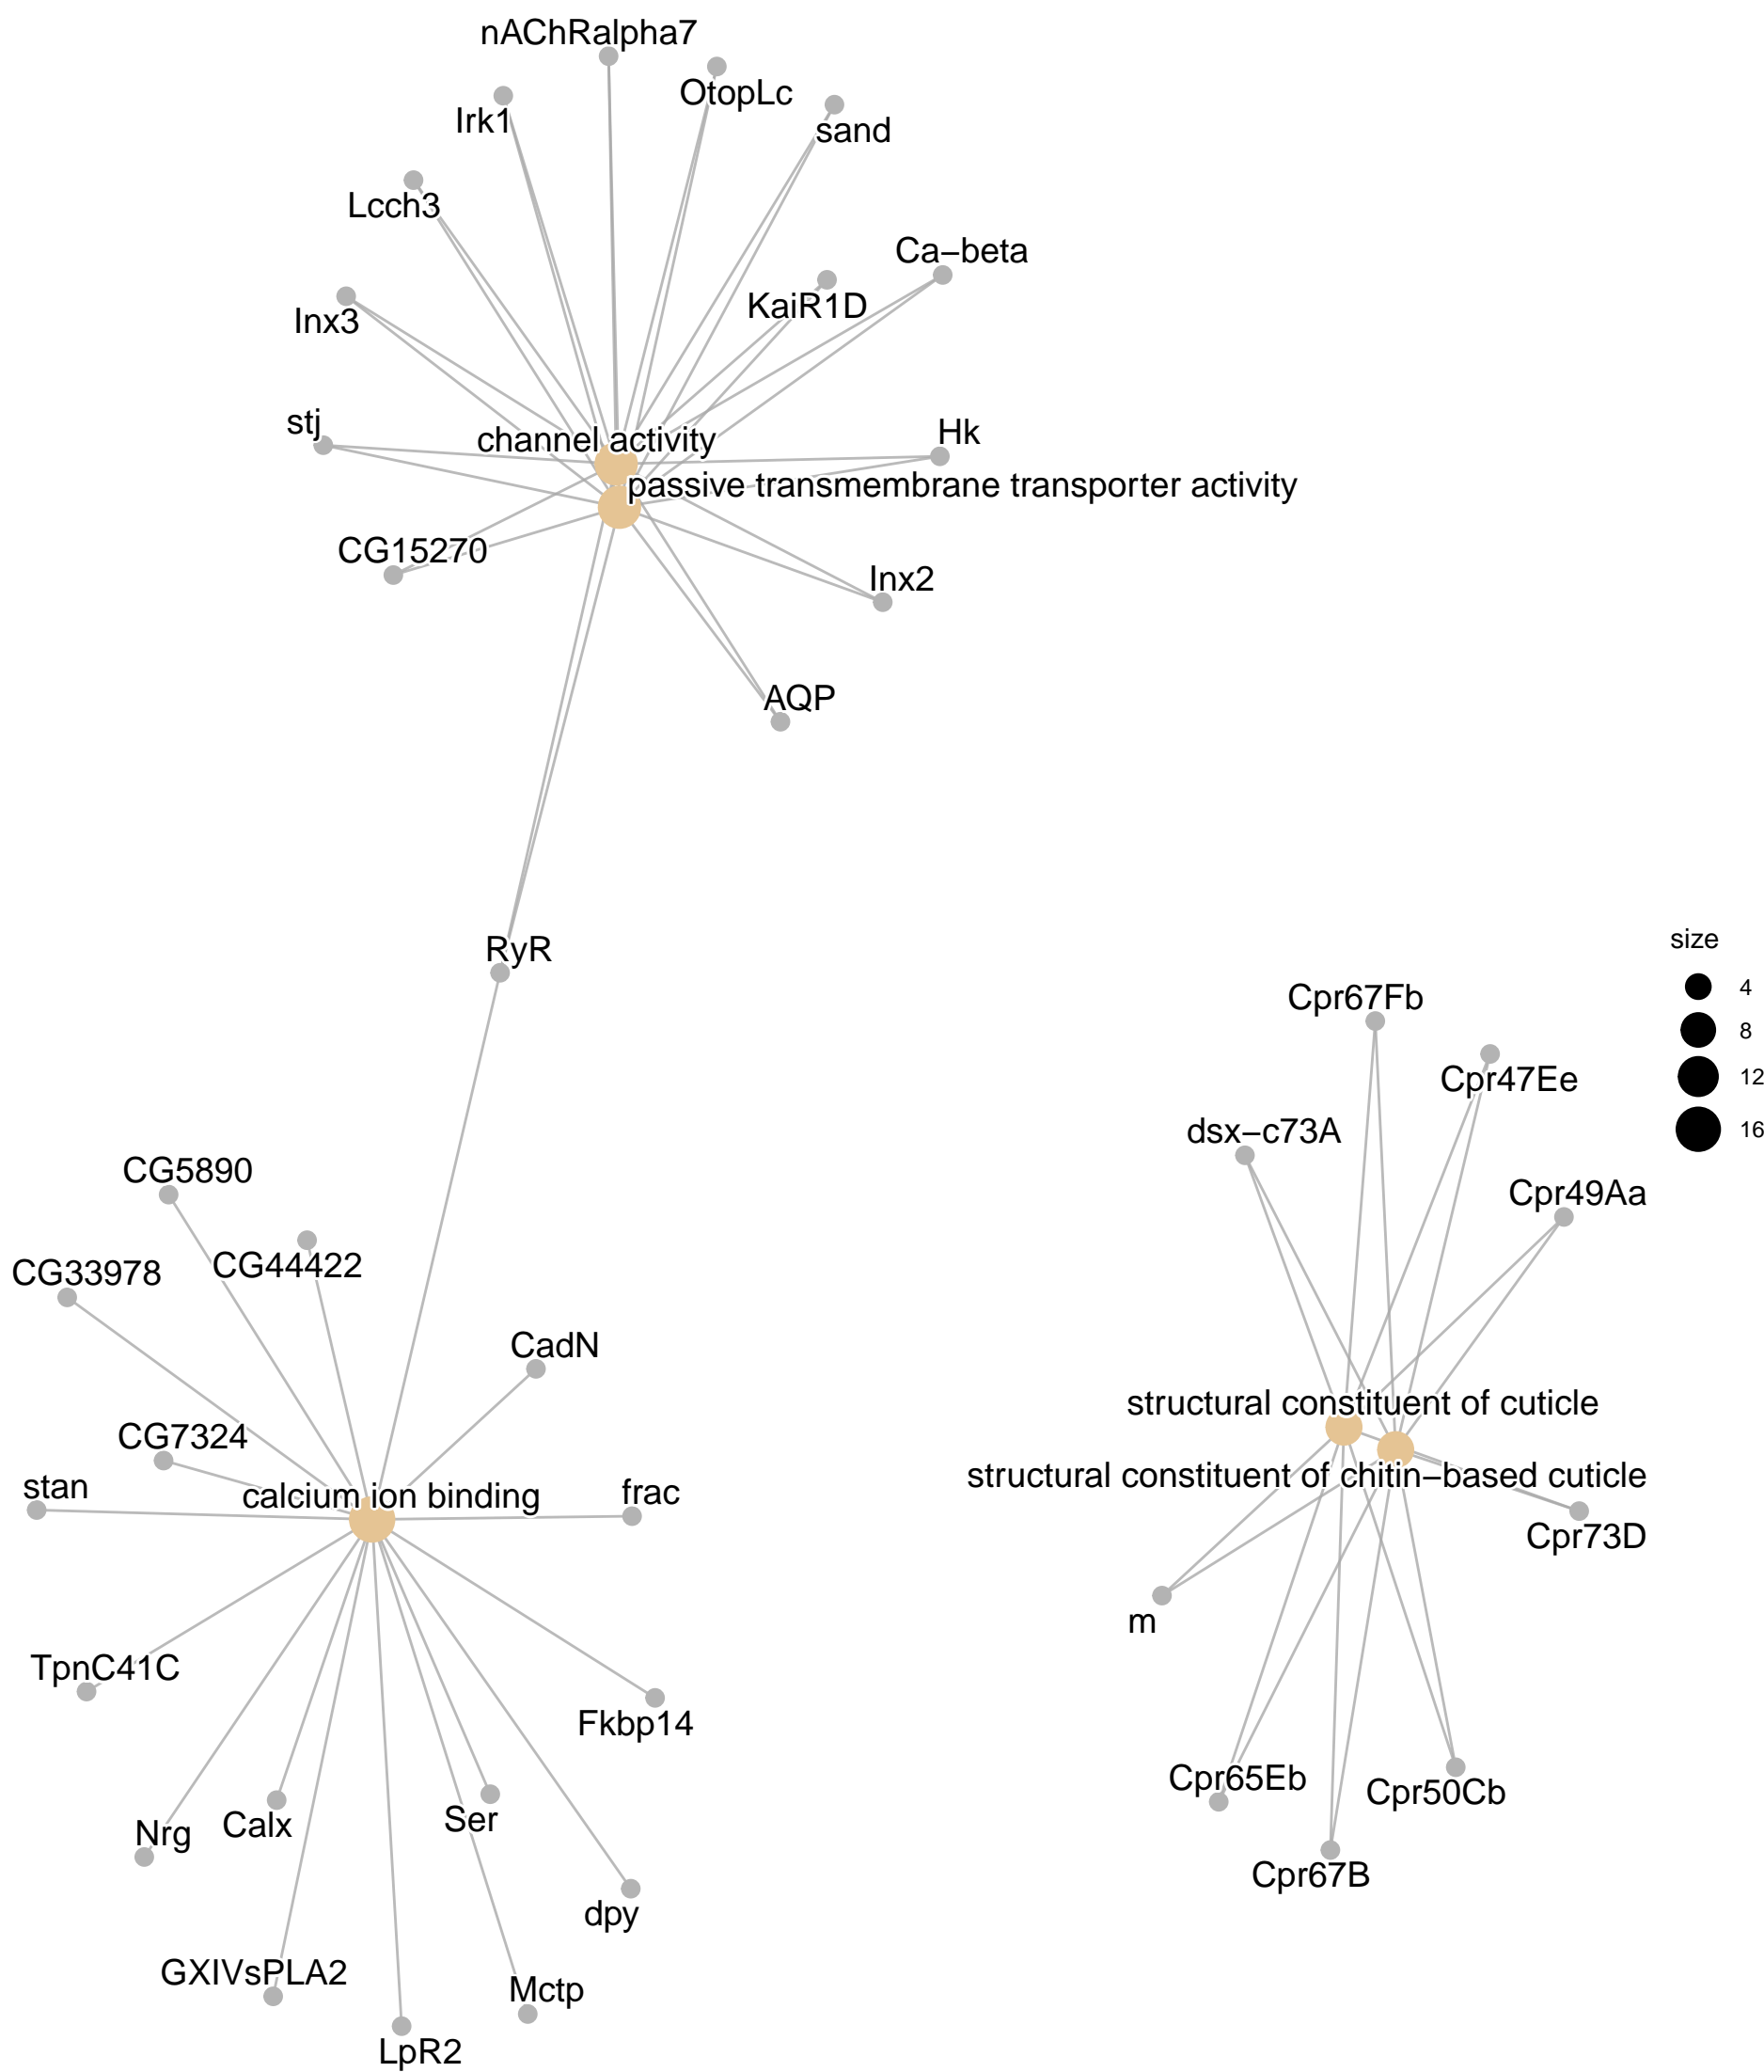 nAChRalpha7
OtopLc
Irk1
sand
Lcch3
Ca−beta
KaiR1D
Inx3
stj
channel activity
Hk
passive transmembrane transporter activity
CG15270
Inx2
AQP
RyR
size
4
8
12
16
Cpr67Fb
Cpr47Ee
dsx−c73A
Cpr49Aa
CG5890
CG44422
CG33978
CadN
structural constituent of cuticle
CG7324
structural constituent of chitin−based cuticle
stan
calcium ion binding
frac
Cpr73D
m
TpnC41C
Fkbp14
Cpr65Eb
Cpr50Cb
Nrg
Calx
Ser
Cpr67B
dpy
GXIVsPLA2
Mctp
LpR2